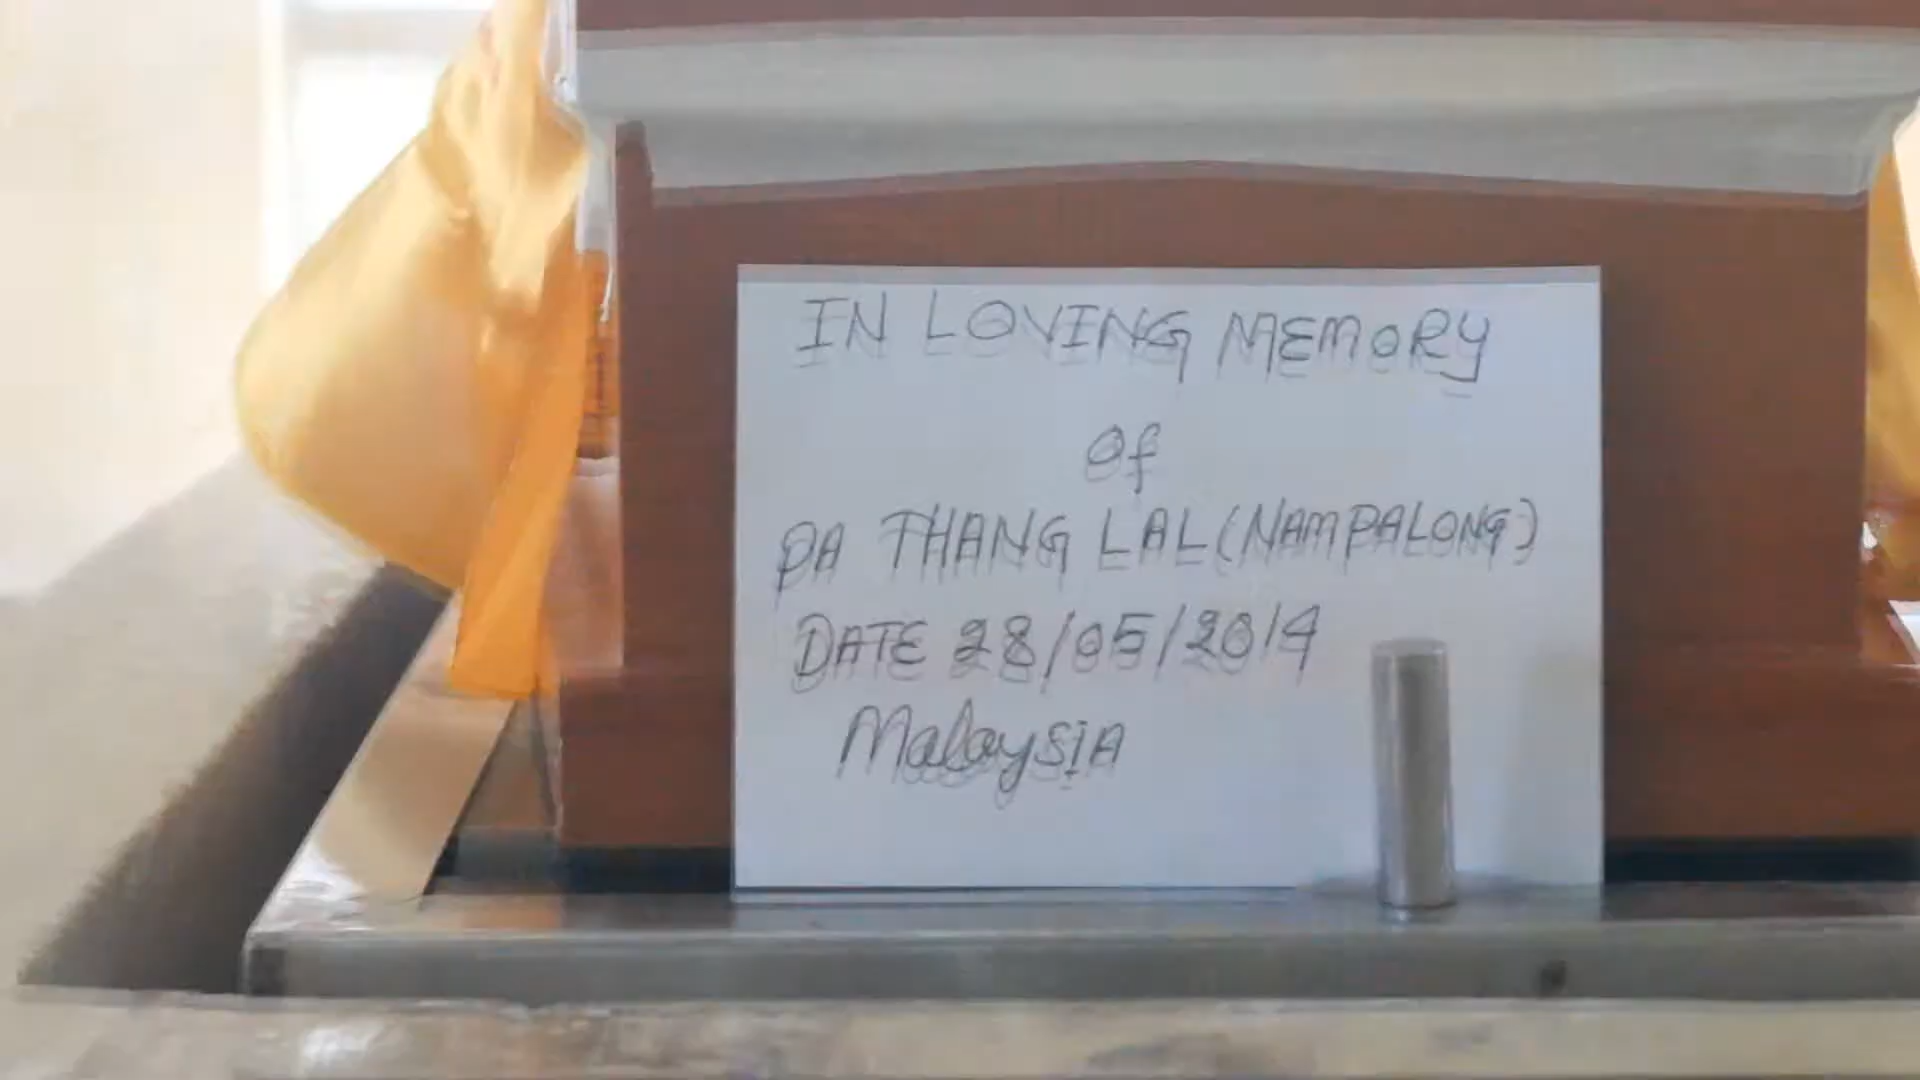 IN LOVING MEMORY
Of
PA THANG LAL (NAMPALONG)
DATE 28/05/2014
MalaysiA